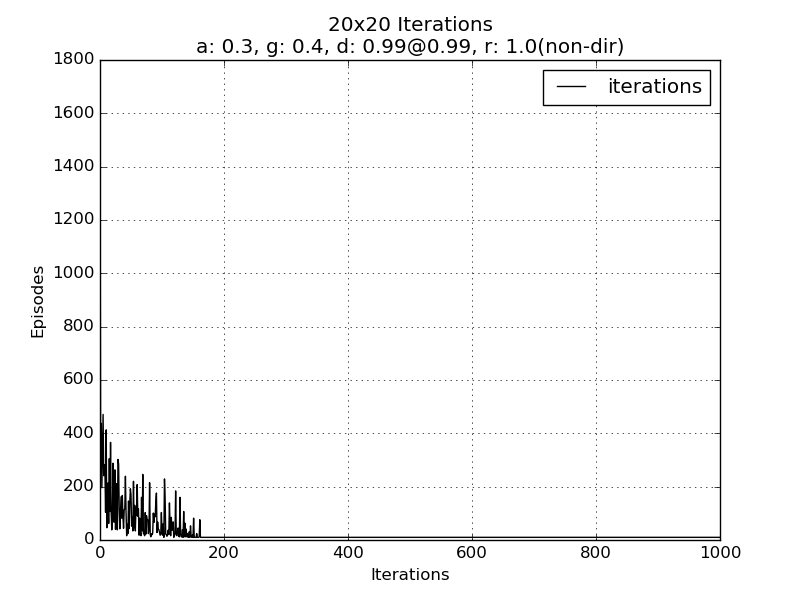 20x20 Iterations
a: 0.3, g: 0.4, d: 0.99@0.99, r: 1.0(non-dir)
1800
iterations
1600
1400
1200
1000
Episodes
800
600
400
200
0
0 200 400 600 800 1000
Iterations